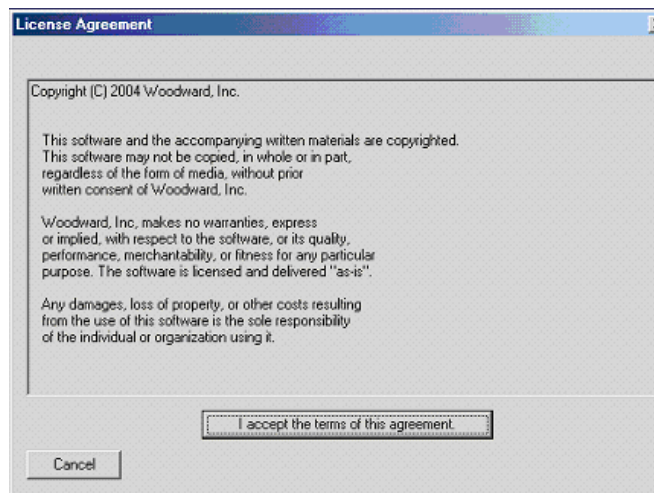 License Agreement
Copyright (C) 2004 Woodward, Inc.
This software and the accompanying written materials are copyrighted.
This software may not be copied, in whole or in part,
regardless of the form of media, without prior
written consent of Woodward, Inc.
Woodward, Inc, makes no warranties, express
or implied, with respect to the software, or its quality,
performance, merchantability, or fitness for any particular
purpose. The software is licensed and delivered "as-is".
Any damages, loss of property, or other costs resulting
from the use of this software is the sole responsibility
of the individual or organization using it.
I accept the terms of this agreement.
Cancel